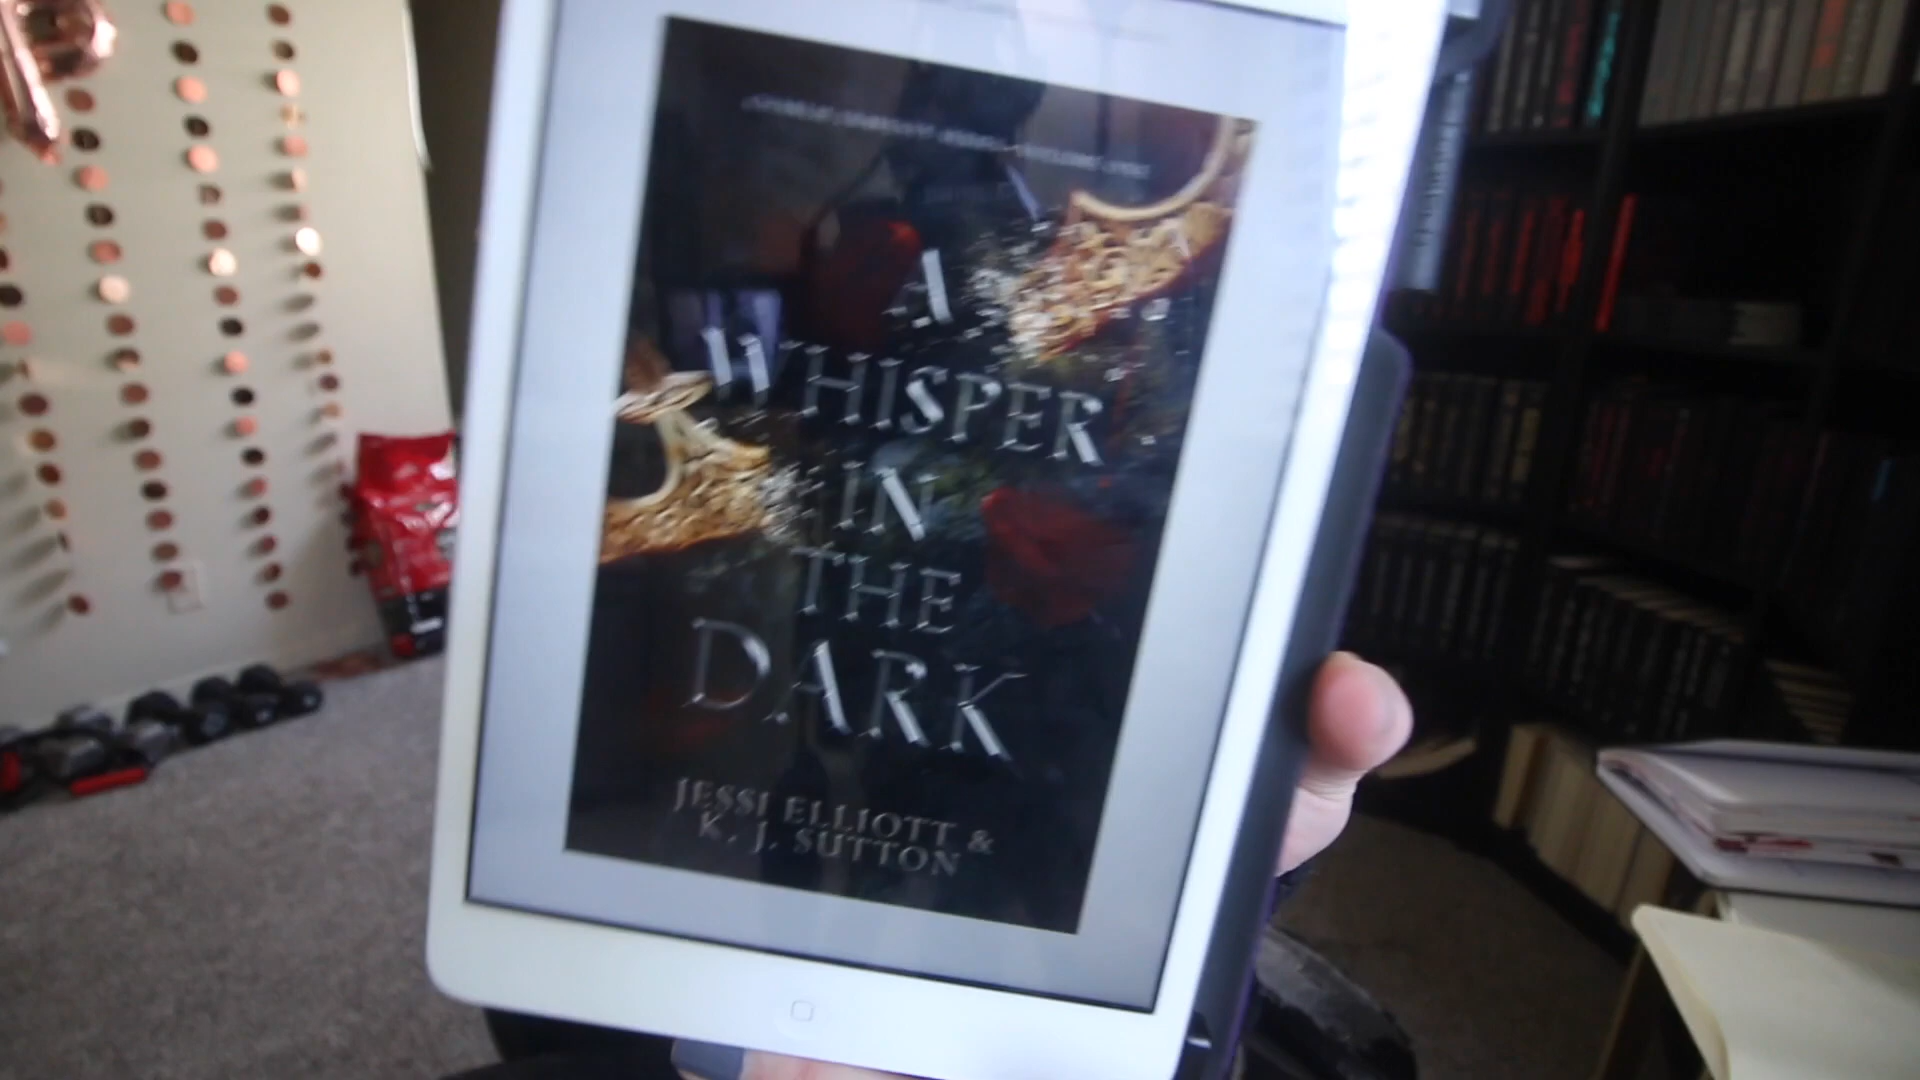 A
WHISPER
IN
THE
DARK
JESSI ELLIOTT &
K. J. SUTTON